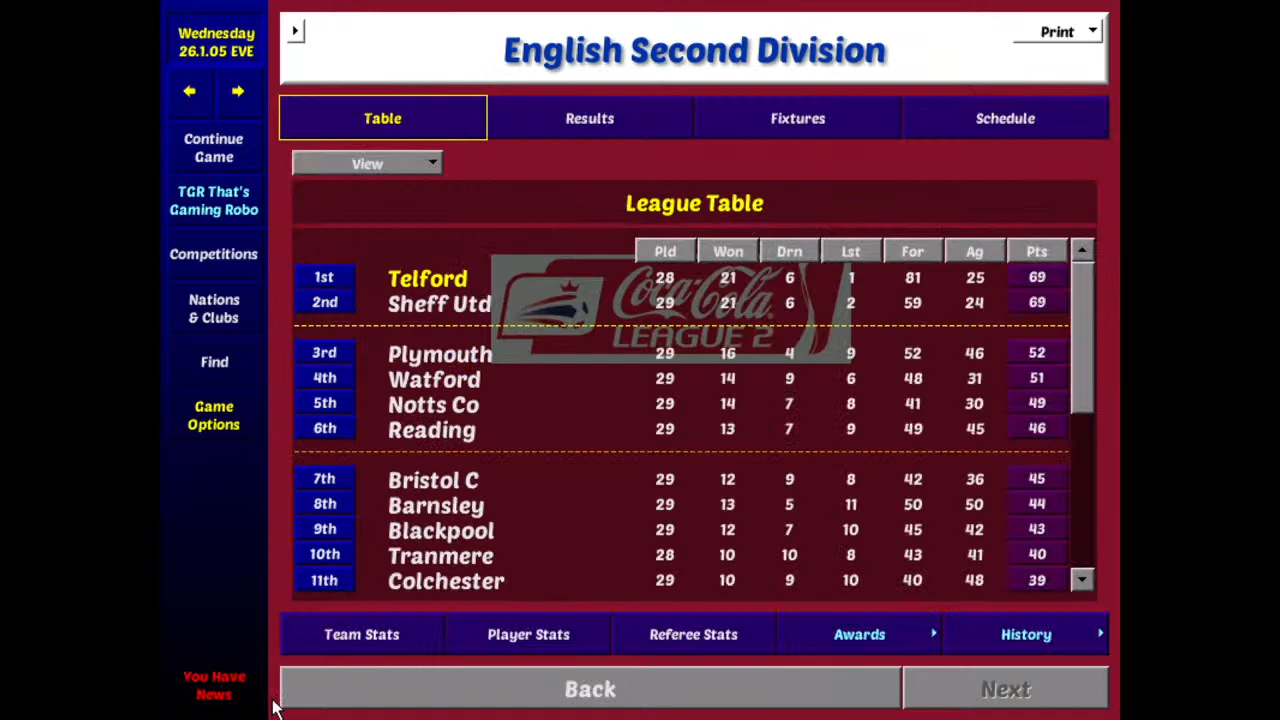 Wednesday
26.1.05 EVE
Continue
Game
TGR That's
Gaming Robo
Competitions
Nations
& Clubs
Find
Game
Options
You Have
News
Print
English Second Division
Table Results Fixtures Schedule
View
League Table
Pld Won Drn Lst For Ag Pts
1st Telford 28 21 6 1 81 25 69
2nd Sheff Utd 29 21 6 2 59 24 69
Coca-Cola
LEAGUE 2
3rd Plymouth 29 16 4 9 52 46 52
4th Watford 29 14 9 6 48 31 51
5th Notts Co 29 14 7 8 41 30 49
6th Reading 29 13 7 9 49 45 46
7th Bristol C 29 12 9 8 42 36 45
8th Barnsley 29 13 5 11 50 50 44
9th Blackpool 29 12 7 10 45 42 43
10th Tranmere 28 10 10 8 43 41 40
11th Colchester 29 10 9 10 40 48 39
Team Stats Player Stats Referee Stats Awards History
Back Next